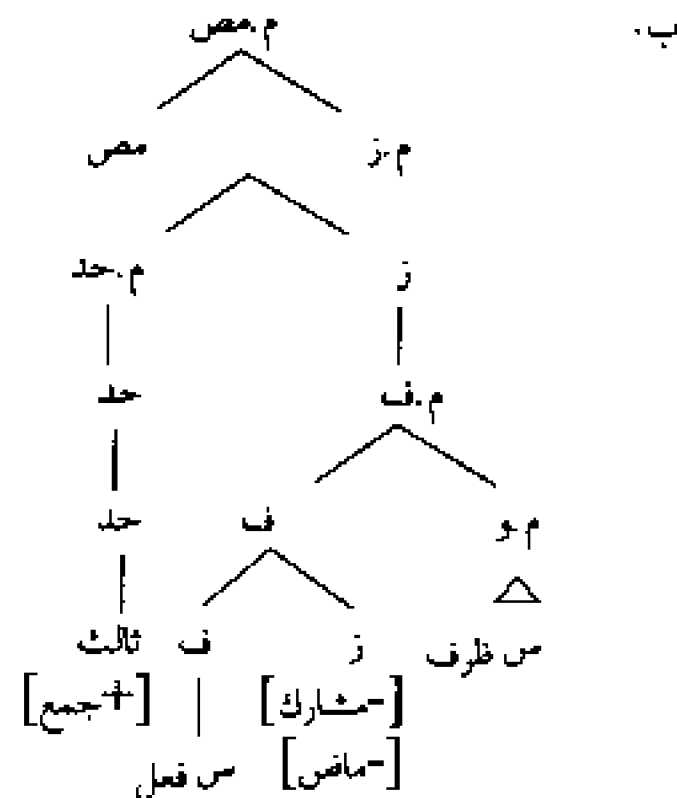 ب. م.مص
م.ز مص
ز م.حد
م.ف حد
م.و ف حد
س ظرف ز ف ثالث
[-مشارك] [+جمع]
[-ماض] س فعل